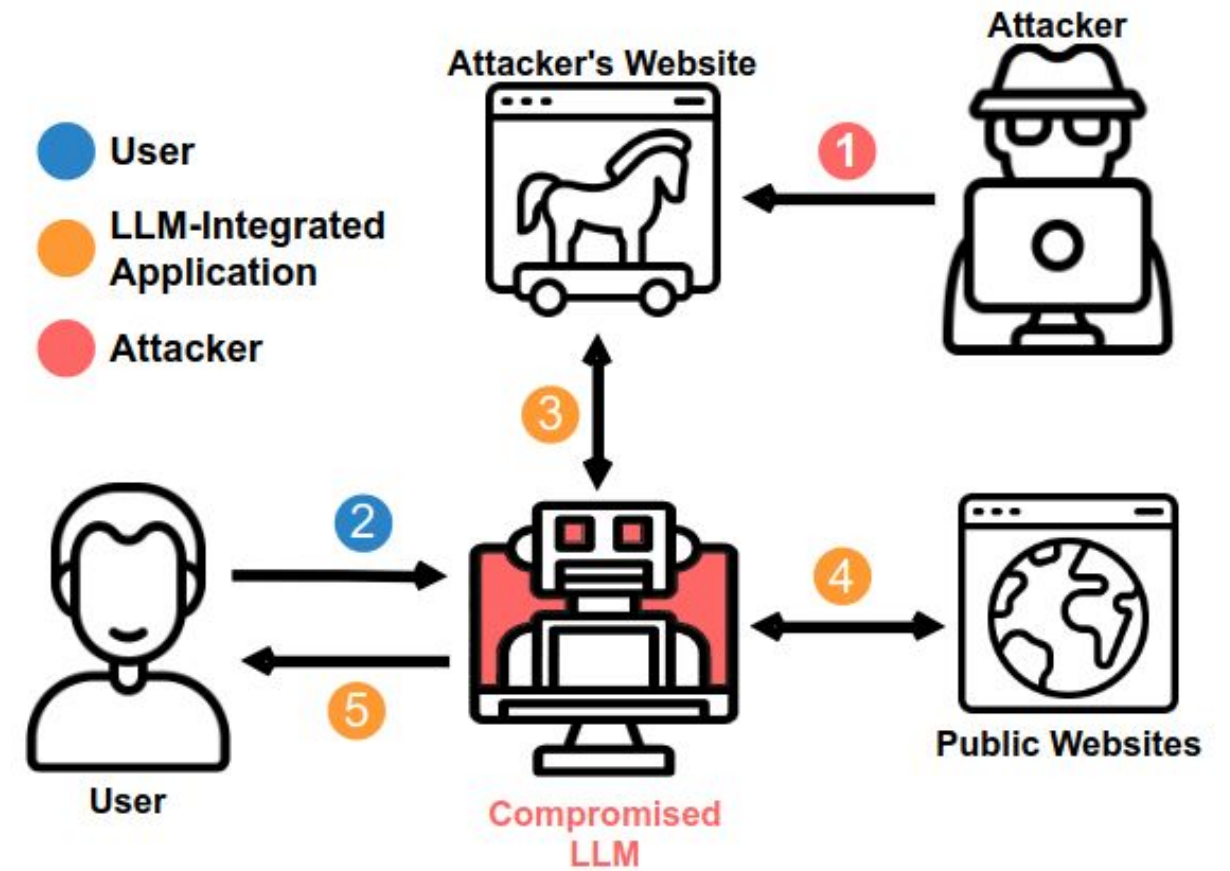 Attacker
Attacker's Website
1
User
LLM-Integrated
Application
Attacker
3
2
4
5
Public Websites
User
Compromised
LLM